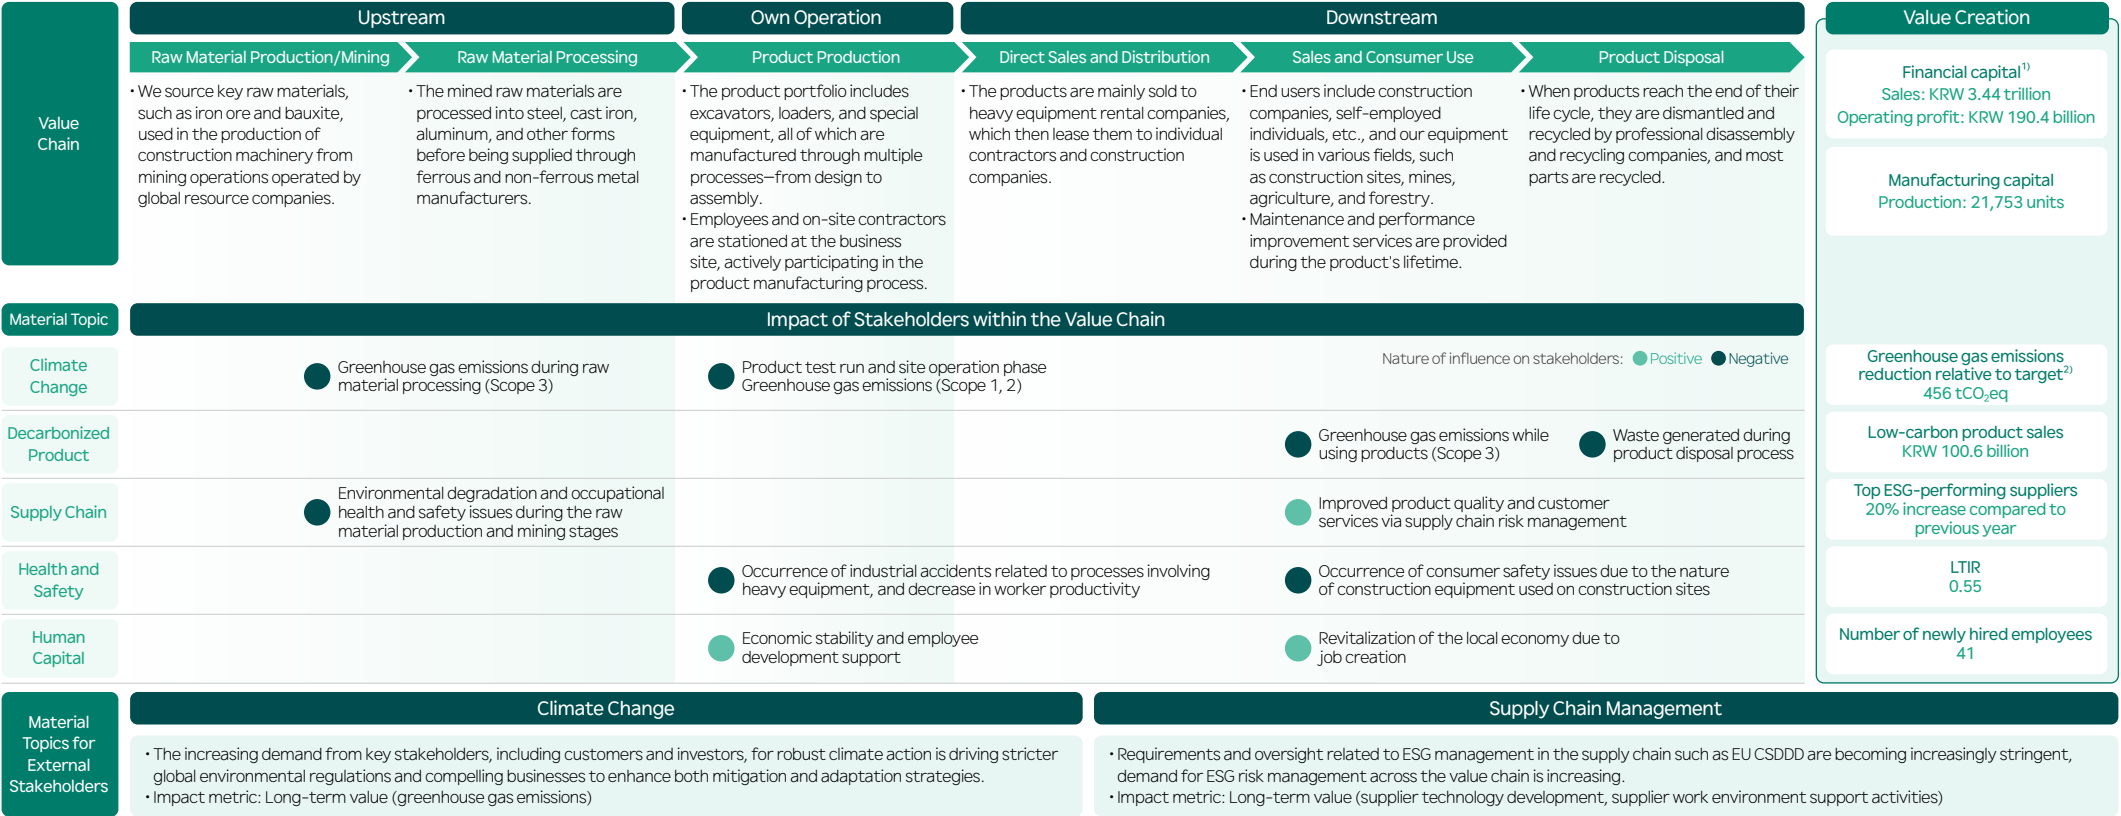 Value
Chain
Upstream
Own Operation
Downstream
Raw Material Production/Mining
Raw Material Processing
Product Production
Direct Sales and Distribution
Sales and Consumer Use
Product Disposal
• We source key raw materials,
such as iron ore and bauxite,
used in the production of
construction machinery from
mining operations operated by
global resource companies.
• The mined raw materials are
processed into steel, cast iron,
aluminum, and other forms
before being supplied through
ferrous and non-ferrous metal
manufacturers.
• The product portfolio includes
excavators, loaders, and special
equipment, all of which are
manufactured through multiple
processes—from design to
assembly.
• Employees and on-site contractors
are stationed at the business
site, actively participating in the
product manufacturing process.
• The products are mainly sold to
heavy equipment rental companies,
which then lease them to individual
contractors and construction
companies.
• End users include construction
companies, self-employed
individuals, etc., and our equipment
is used in various fields, such
as construction sites, mines,
agriculture, and forestry.
• Maintenance and performance
improvement services are provided
during the product's lifetime.
• When products reach the end of their
life cycle, they are dismantled and
recycled by professional disassembly
and recycling companies, and most
parts are recycled.
Value Creation
Financial capital1)
Sales: KRW 3.44 trillion
Operating profit: KRW 190.4 billion
Manufacturing capital
Production: 21,753 units
Material Topic
Impact of Stakeholders within the Value Chain
Nature of influence on stakeholders: Positive Negative
Climate
Change
Greenhouse gas emissions during raw
material processing (Scope 3)
Product test run and site operation phase
Greenhouse gas emissions (Scope 1, 2)
Greenhouse gas emissions
reduction relative to target2)
456 tCO₂eq
Decarbonized
Product
Greenhouse gas emissions while
using products (Scope 3)
Waste generated during
product disposal process
Low-carbon product sales
KRW 100.6 billion
Supply Chain
Environmental degradation and occupational
health and safety issues during the raw
material production and mining stages
Improved product quality and customer
services via supply chain risk management
Top ESG-performing suppliers
20% increase compared to
previous year
Health and
Safety
Occurrence of industrial accidents related to processes involving
heavy equipment, and decrease in worker productivity
Occurrence of consumer safety issues due to the nature
of construction equipment used on construction sites
LTIR
0.55
Human
Capital
Economic stability and employee
development support
Revitalization of the local economy due to
job creation
Number of newly hired employees
41
Material
Topics for
External
Stakeholders
Climate Change
• The increasing demand from key stakeholders, including customers and investors, for robust climate action is driving stricter
global environmental regulations and compelling businesses to enhance both mitigation and adaptation strategies.
• Impact metric: Long-term value (greenhouse gas emissions)
Supply Chain Management
• Requirements and oversight related to ESG management in the supply chain such as EU CSDDD are becoming increasingly stringent,
demand for ESG risk management across the value chain is increasing.
• Impact metric: Long-term value (supplier technology development, supplier work environment support activities)